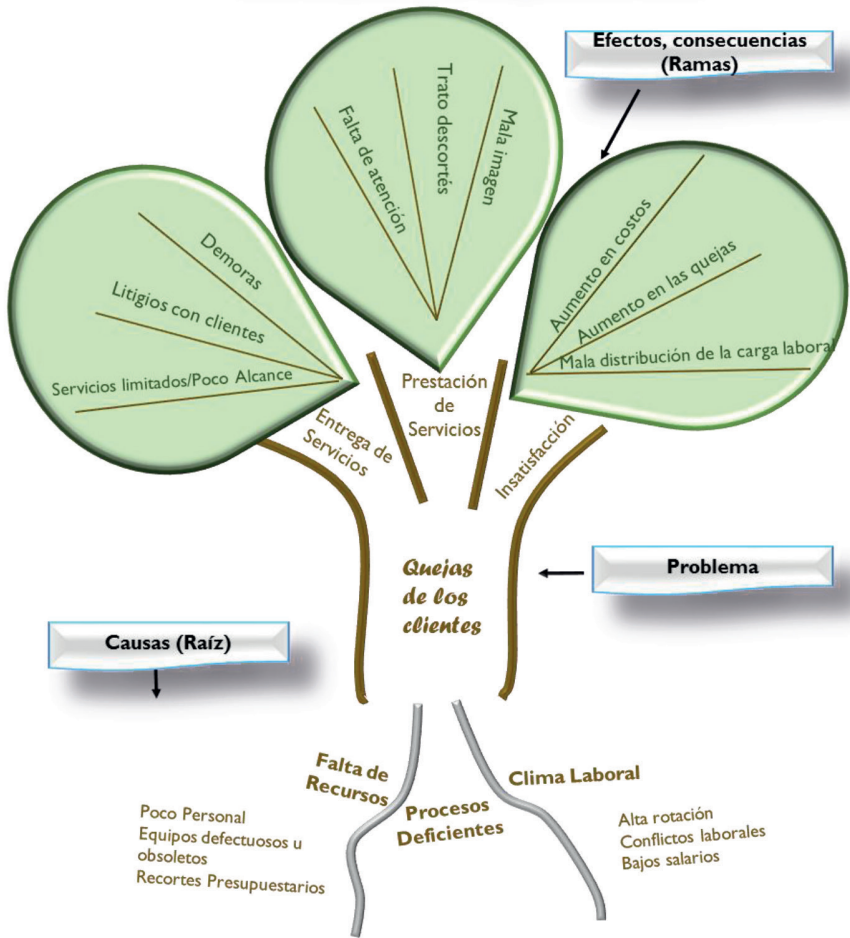 Efectos, consecuencias
(Ramas)
Falta de atención
Trato descortés
Mala imagen
Demoras
Litigios con clientes
Servicios limitados/Poco Alcance
Aumento en costos
Aumento en las quejas
Mala distribución de la carga laboral
Entrega de
Servicios
Prestación
de
Servicios
Insatisfacción
Quejas
de los
clientes
Problema
Causas (Raíz)
Falta de
Recursos
Procesos
Deficientes
Clima Laboral
Poco Personal
Equipos defectuosos u
obsoletos
Recortes Presupuestarios
Alta rotación
Conflictos laborales
Bajos salarios